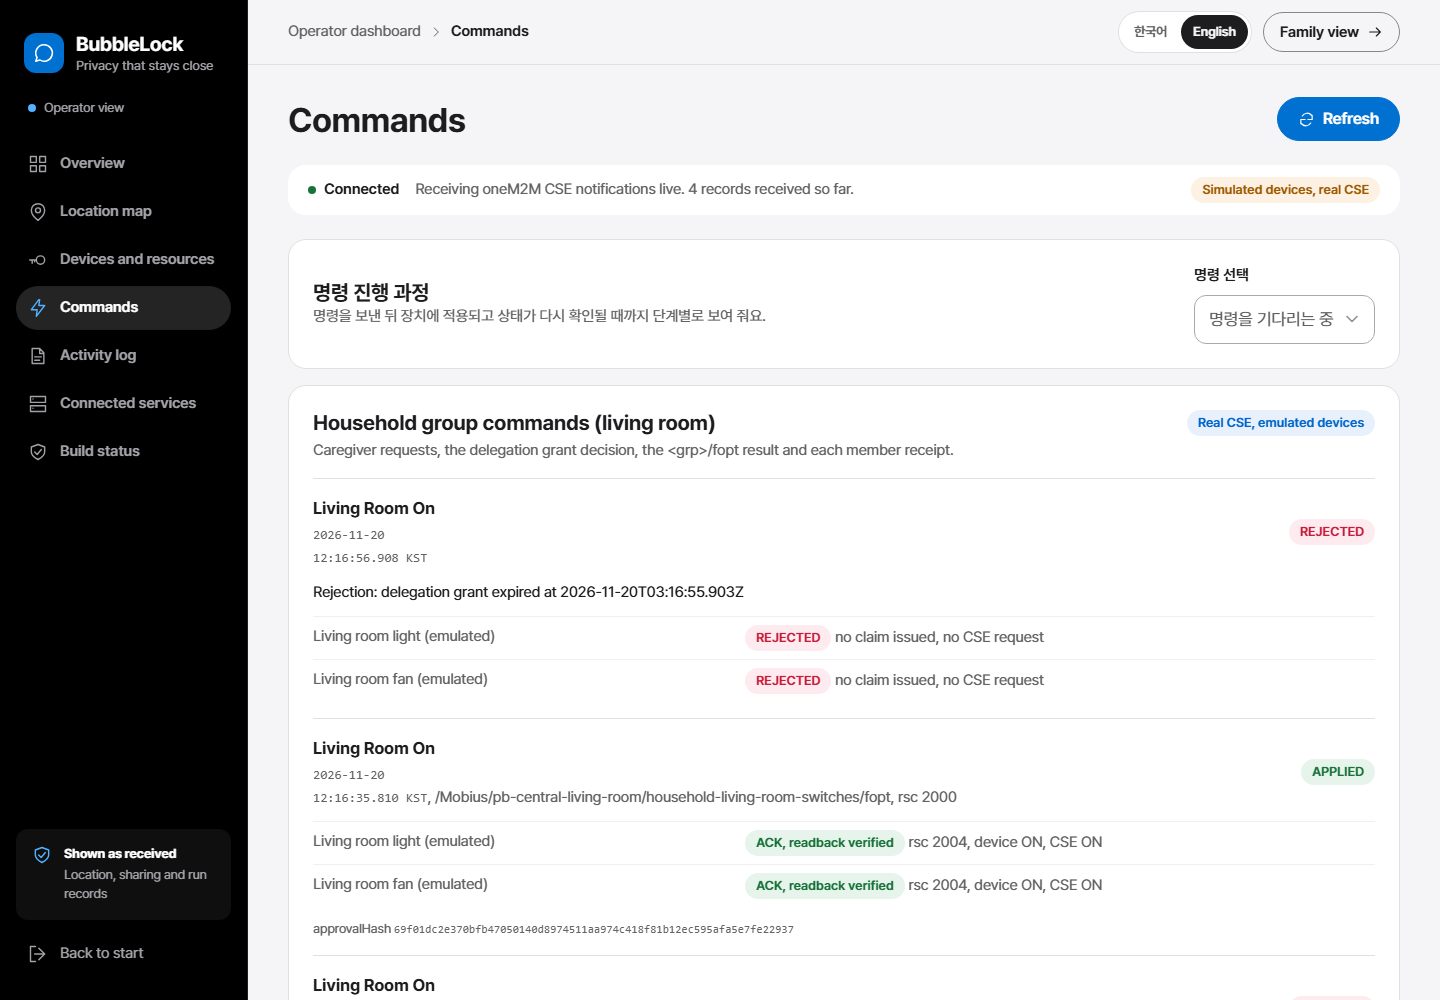 BubbleLock
Privacy that stays close
Operator view
Overview
Location map
Devices and resources
Commands
Activity log
Connected services
Build status
Shown as received
Location, sharing and run
records
Back to start
Operator dashboard > Commands
한국어 English
Family view →
Commands
Refresh
Connected Receiving oneM2M CSE notifications live. 4 records received so far.
Simulated devices, real CSE
명령 진행 과정
명령을 보낸 뒤 장치에 적용되고 상태가 다시 확인될 때까지 단계별로 보여 줘요.
명령 선택
명령을 기다리는 중
Household group commands (living room)
Real CSE, emulated devices
Caregiver requests, the delegation grant decision, the <grp>/fopt result and each member receipt.
Living Room On
2026-11-20
12:16:56.908 KST
REJECTED
Rejection: delegation grant expired at 2026-11-20T03:16:55.903Z
Living room light (emulated) REJECTED no claim issued, no CSE request
Living room fan (emulated) REJECTED no claim issued, no CSE request
Living Room On
2026-11-20
12:16:35.810 KST, /Mobius/pb-central-living-room/household-living-room-switches/fopt, rsc 2000
APPLIED
Living room light (emulated) ACK, readback verified rsc 2004, device ON, CSE ON
Living room fan (emulated) ACK, readback verified rsc 2004, device ON, CSE ON
approvalHash 69f01dc2e370bfb47050140d8974511aa974c418f81b12ec595afa5e7fe22937
Living Room On